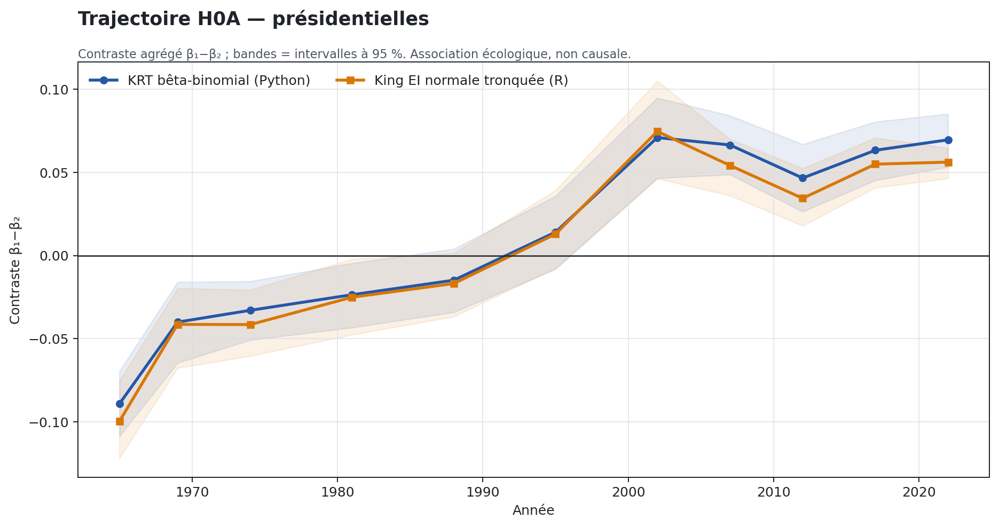 Trajectoire H0A — présidentielles
Contraste agrégé β₁−β₂ ; bandes = intervalles à 95 %. Association écologique, non causale.
KRT bêta-binomial (Python)
King EI normale tronquée (R)
Contraste β₁−β₂
0.10
0.05
0.00
−0.05
−0.10
1970
1980
1990
2000
2010
2020
Année